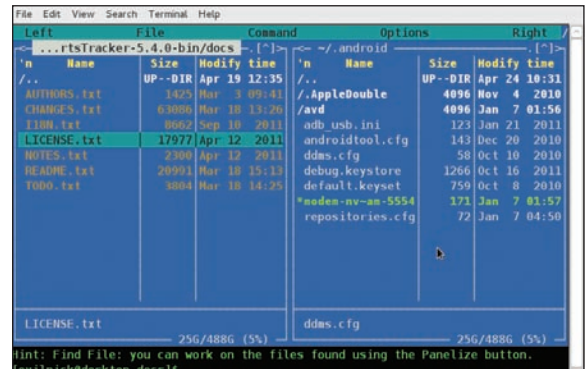 File Edit View Search Terminal Help
Left File Command Options Right
...rtsTracker-5.4.0-bin/docs .[^]> <- ~/.android .[^]>
'n Name Size Modify time 'n Name Size Modify time
/.. UP--DIR Apr 19 12:35 /.. UP--DIR Apr 24 10:31
AUTHORS.txt 1425 Mar 3 09:41 /.AppleDouble 4096 Nov 4 2010
CHANGES.txt 63086 Mar 18 13:26 /avd 4096 Jan 7 01:56
I18N.txt 8662 Sep 10 2011 adb_usb.ini 123 Jan 21 2011
LICENSE.txt 17977 Apr 12 2011 androidtool.cfg 143 Dec 20 2010
NOTES.txt 2300 Apr 12 2011 ddms.cfg 58 Oct 10 2010
README.txt 20991 Mar 18 15:13 debug.keystore 1266 Oct 16 2011
TODO.txt 3804 Mar 18 14:25 default.keyset 759 Oct 8 2010
*modem-nv-am-5554 171 Jan 7 01:57
repositories.cfg 72 Jan 7 04:50
LICENSE.txt ddms.cfg
25G/488G (5%) 25G/488G (5%)
Hint: Find File: you can work on the files found using the Panelize button.